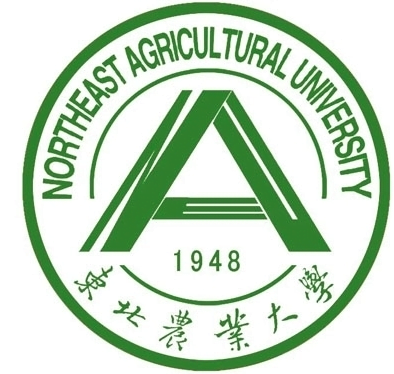 NORTHEAST AGRICULTURAL UNIVERSITY
1948
東北農業大學